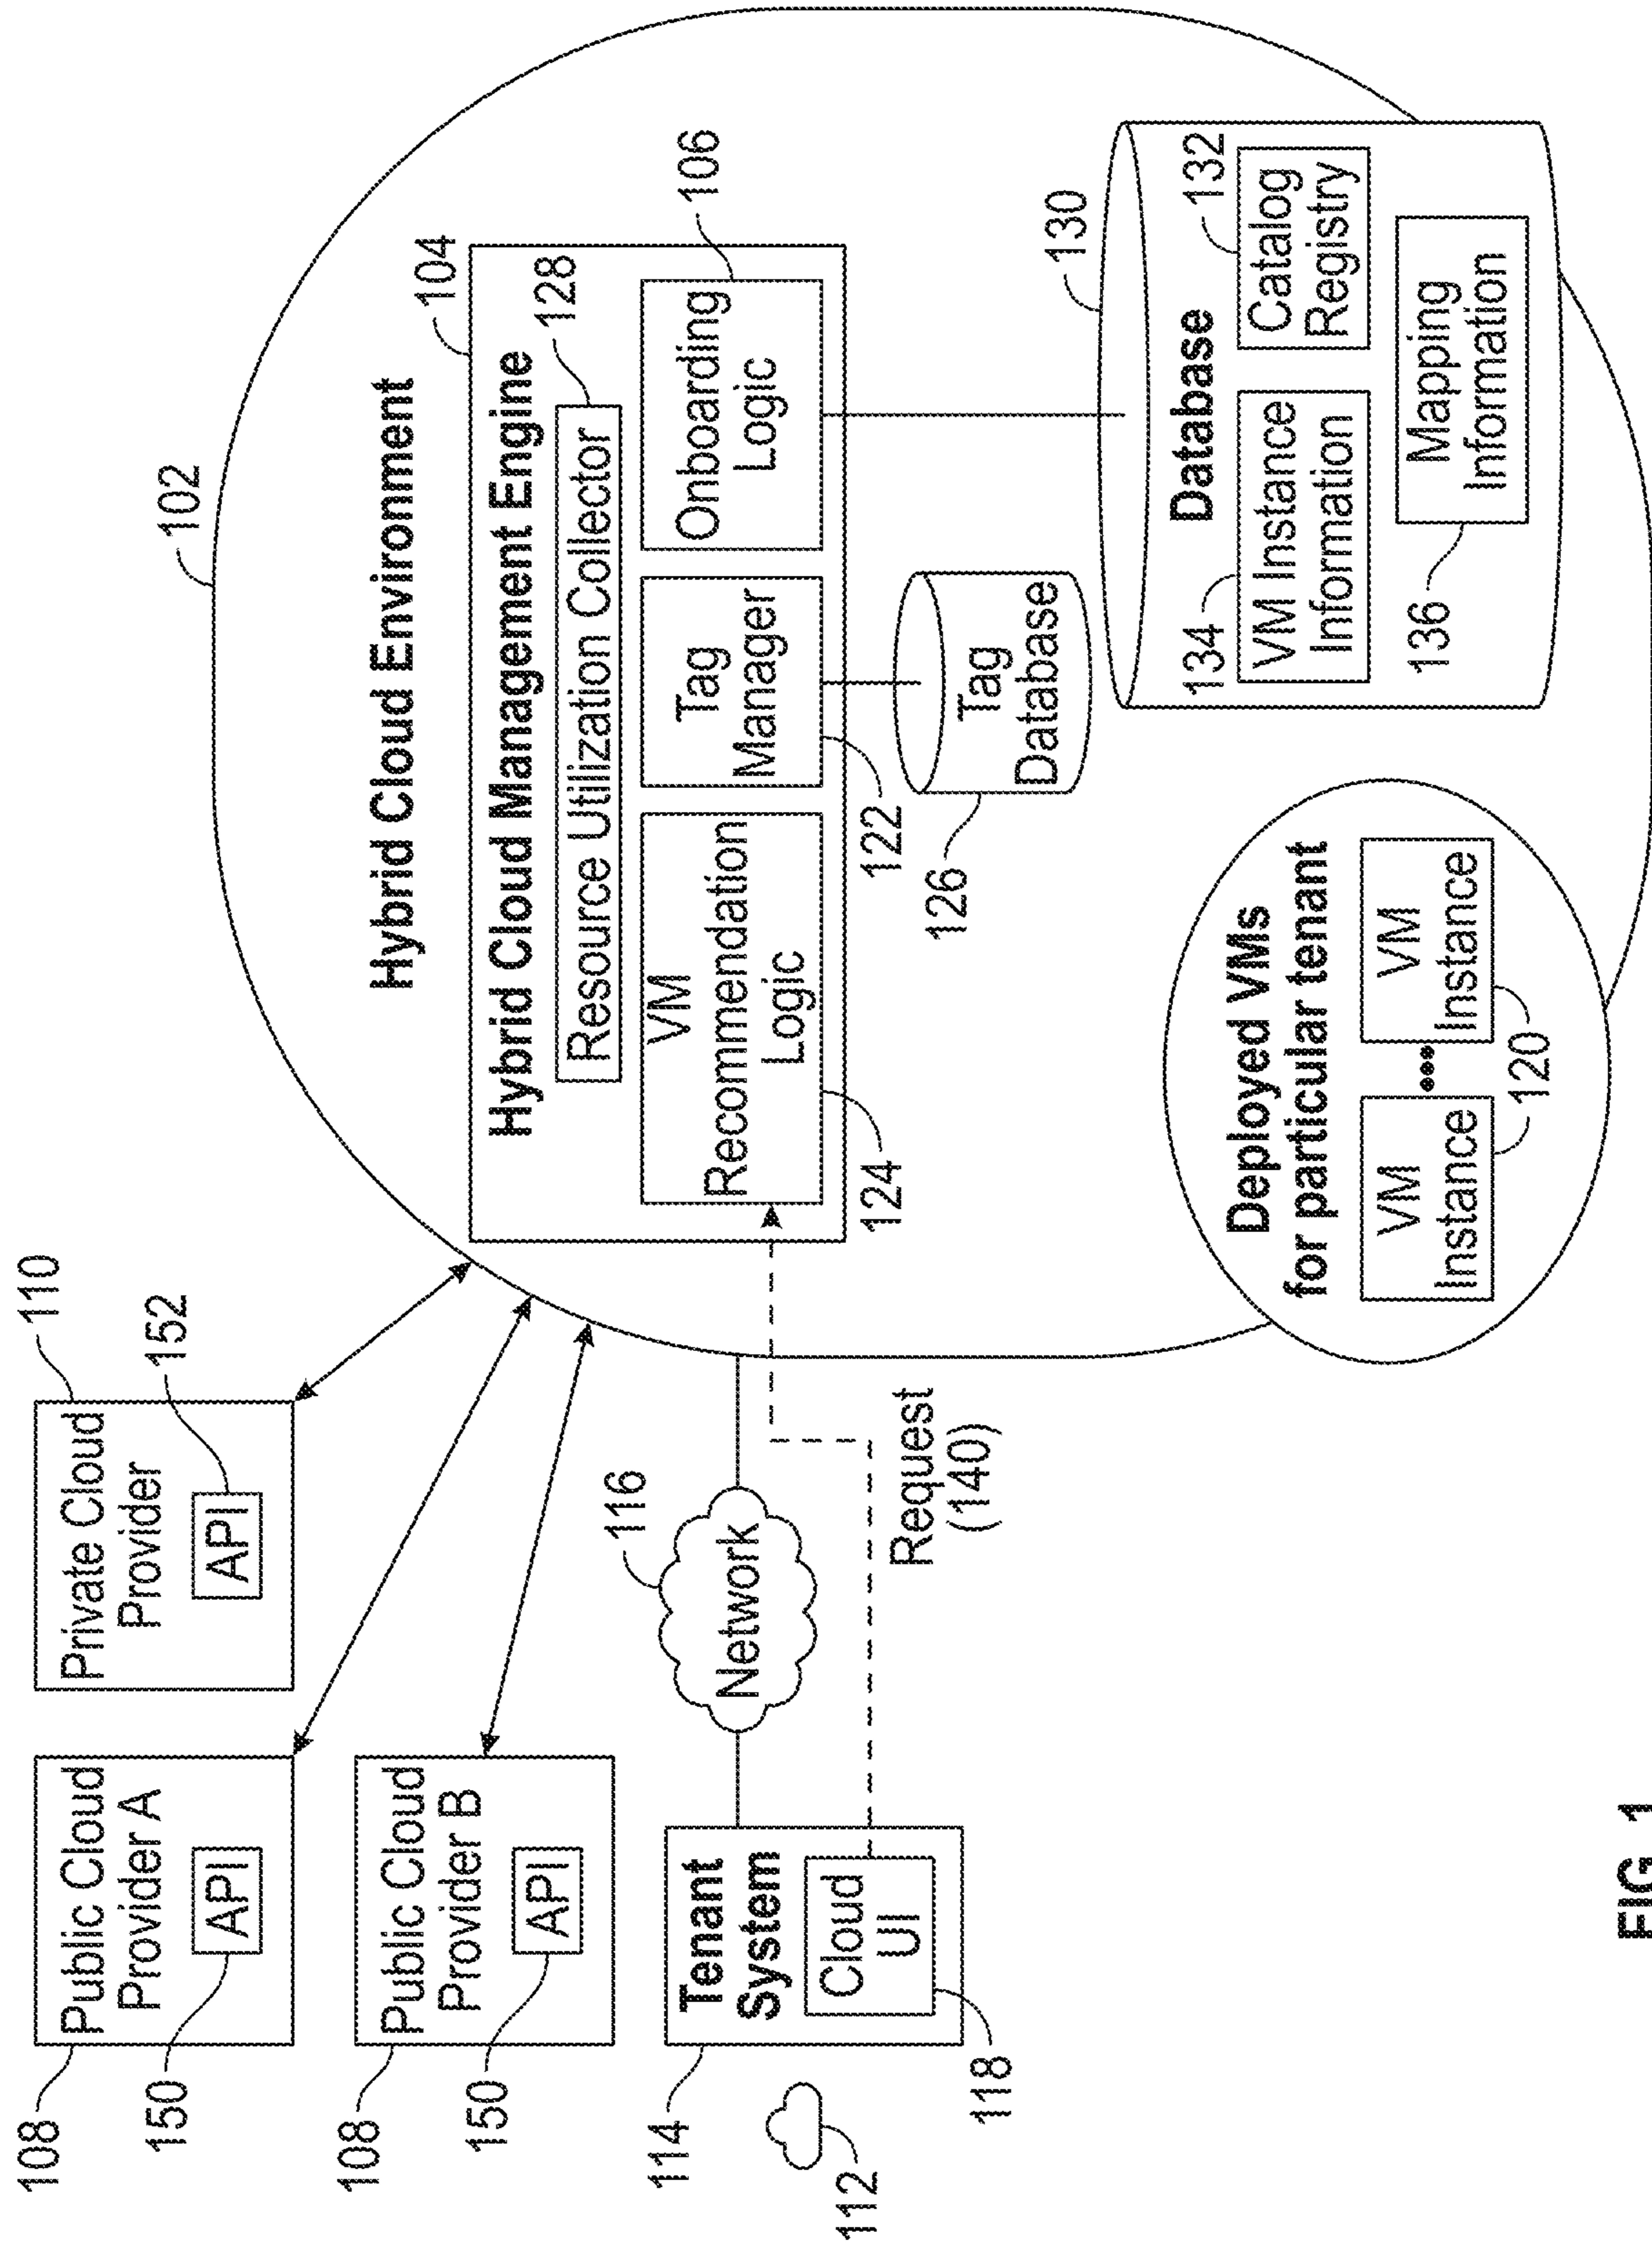 108
Public Cloud
Provider A
API
150
110
Private Cloud
Provider
API
152
108
Public Cloud
Provider B
API
150
102
Hybrid Cloud Environment
104
Hybrid Cloud Management Engine
Resource Utilization Collector
128
VM
Recommendation
Logic
124
Tag
Manager
122
Onboarding
Logic
106
114
Tenant
System
Cloud
UI
118
112
116
Network
Request
(140)
126
Tag
Database
130
Database
134
VM Instance
Information
132
Catalog
Registry
136
Mapping
Information
Deployed VMs
for particular tenant
VM
Instance
VM
Instance
120
FIG. 1